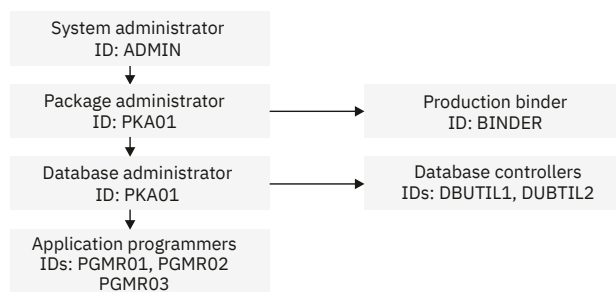 System administrator
ID: ADMIN
Package administrator
ID: PKA01
Production binder
ID: BINDER
Database administrator
ID: PKA01
Database controllers
IDs: DBUTIL1, DUBTIL2
Application programmers
IDs: PGMR01, PGMR02
PGMR03